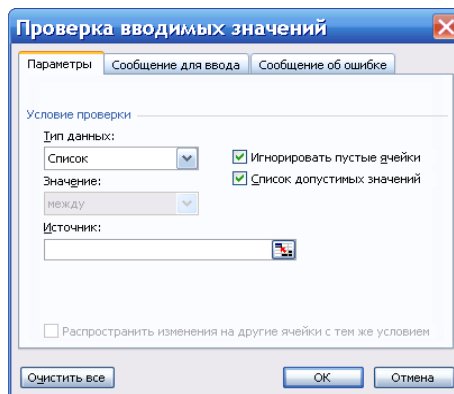 Проверка вводимых значений
Параметры Сообщение для ввода Сообщение об ошибке
Условие проверки
Тип данных:
Список
Игнорировать пустые ячейки
Значение:
Список допустимых значений
между
Источник:
Распространить изменения на другие ячейки с тем же условием
Очистить все ОК Отмена